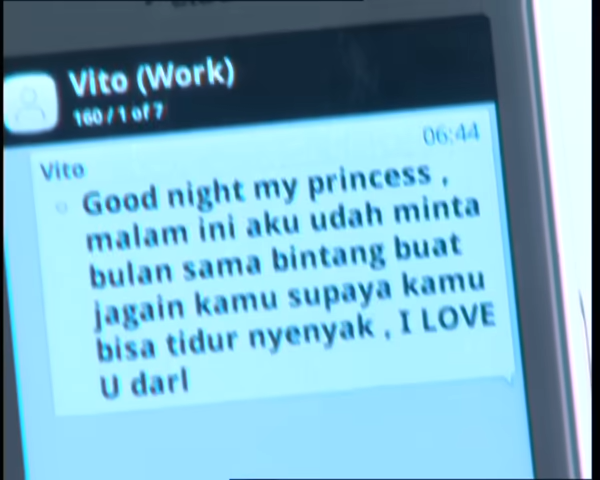 Vito (Work)
160 / 1 of 7
06:44
Vito
Good night my princess ,
malam ini aku udah minta
bulan sama bintang buat
jagain kamu supaya kamu
bisa tidur nyenyak , I LOVE
U darl